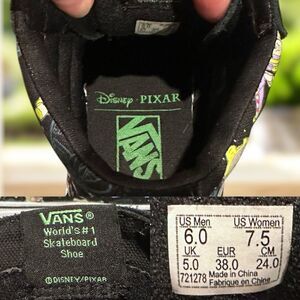 Disney · PIXAR
VANS
VANS®
World's #1
Skateboard
Shoe
©DISNEY/PIXAR
US Men US Women
6.0 7.5
UK EUR CM
5.0 38.0 24.0
721278 Made in China
Fabriqué en Chine